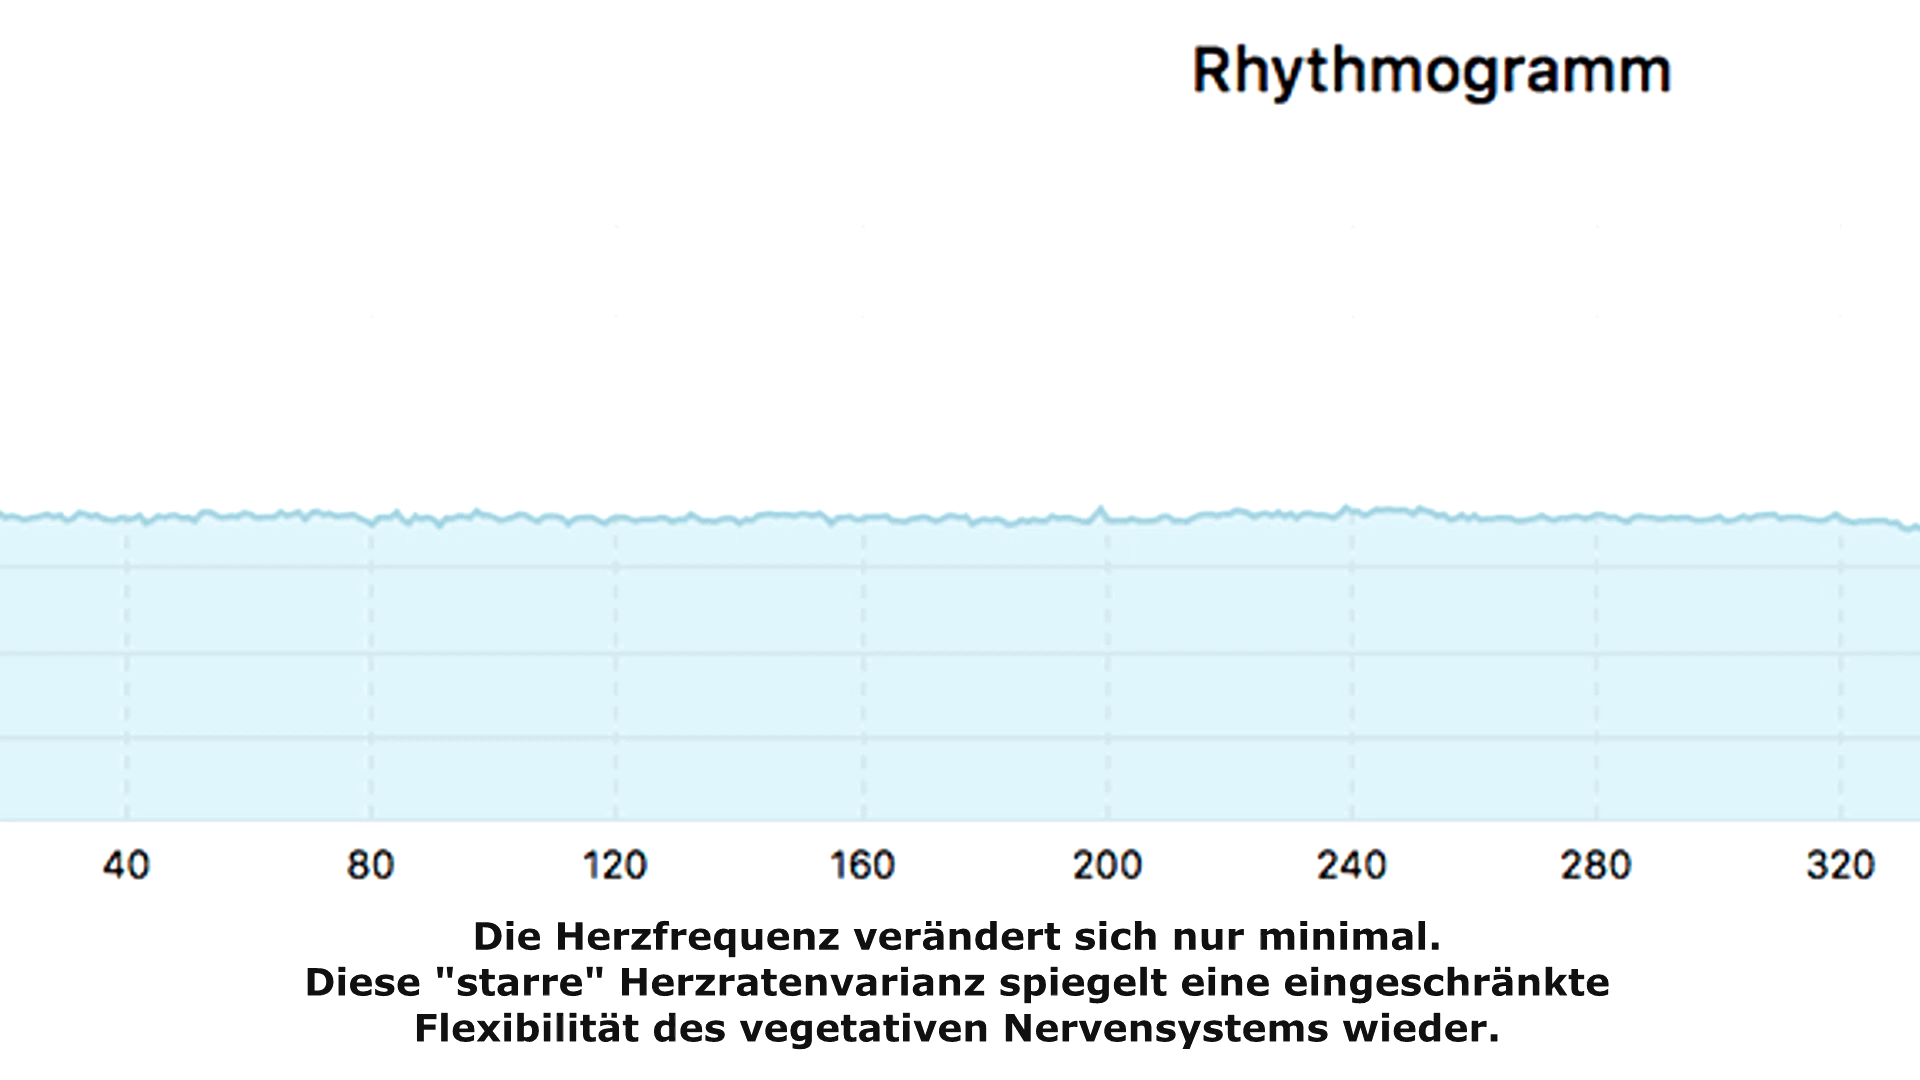 Rhythmogramm
40 80 120 160 200 240 280 320
Die Herzfrequenz verändert sich nur minimal.
Diese "starre" Herzratenvarianz spiegelt eine eingeschränkte
Flexibilität des vegetativen Nervensystems wieder.